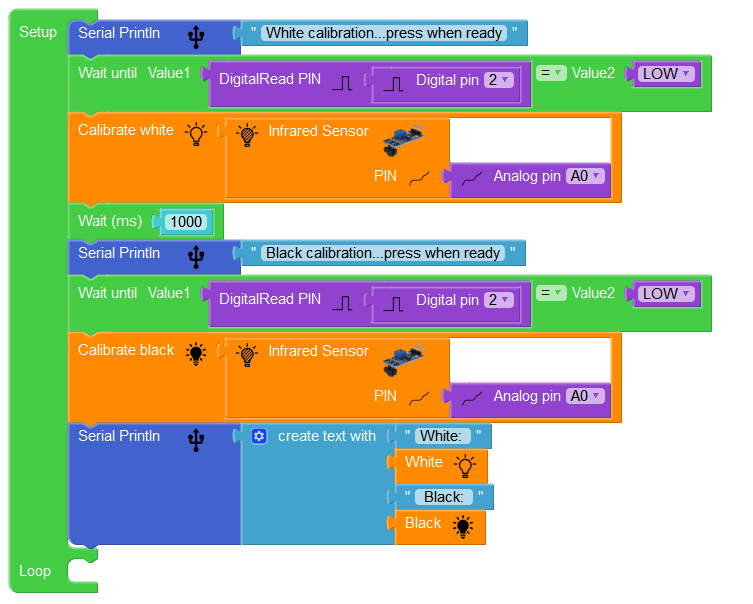 Setup
Serial Println " White calibration...press when ready "
Wait until Value1 DigitalRead PIN Digital pin 2 = Value2 LOW
Calibrate white Infrared Sensor
PIN Analog pin A0
Wait (ms) 1000
Serial Println " Black calibration...press when ready "
Wait until Value1 DigitalRead PIN Digital pin 2 = Value2 LOW
Calibrate black Infrared Sensor
PIN Analog pin A0
Serial Println create text with " White: "
White
" Black: "
Black
Loop